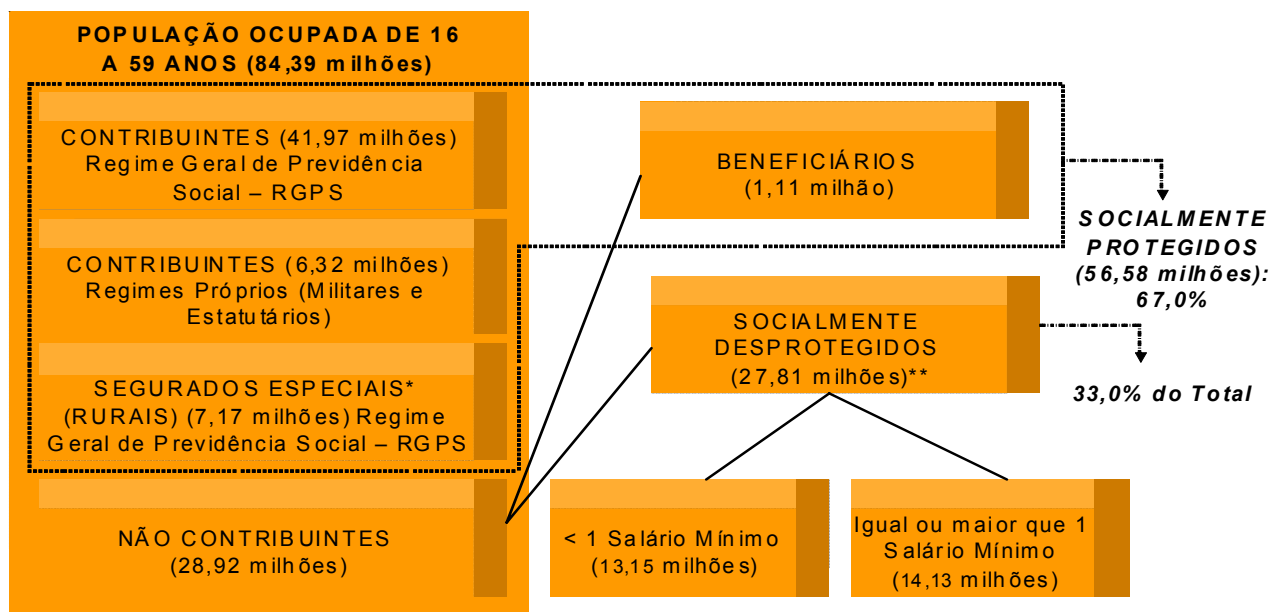 POPULAÇÃO OCUPADA DE 16
A 59 ANOS (84,39 milhões)
CONTRIBUINTES (41,97 milhões)
Regime Geral de Previdência
Social – RGPS
CONTRIBUINTES (6,32 milhões)
Regimes Próprios (Militares e
Estatutários)
SEGURADOS ESPECIAIS*
(RURAIS) (7,17 milhões) Regime
Geral de Previdência Social – RGPS
NÃO CONTRIBUINTES
(28,92 milhões)
BENEFICIÁRIOS
(1,11 milhão)
SOCIALMENTE
DESPROTEGIDOS
(27,81 milhões)**
< 1 Salário Mínimo
(13,15 milhões)
Igual ou maior que 1
Salário Mínimo
(14,13 milhões)
SOCIALMENTE
PROTEGIDOS
(56,58 milhões):
67,0%
33,0% do Total